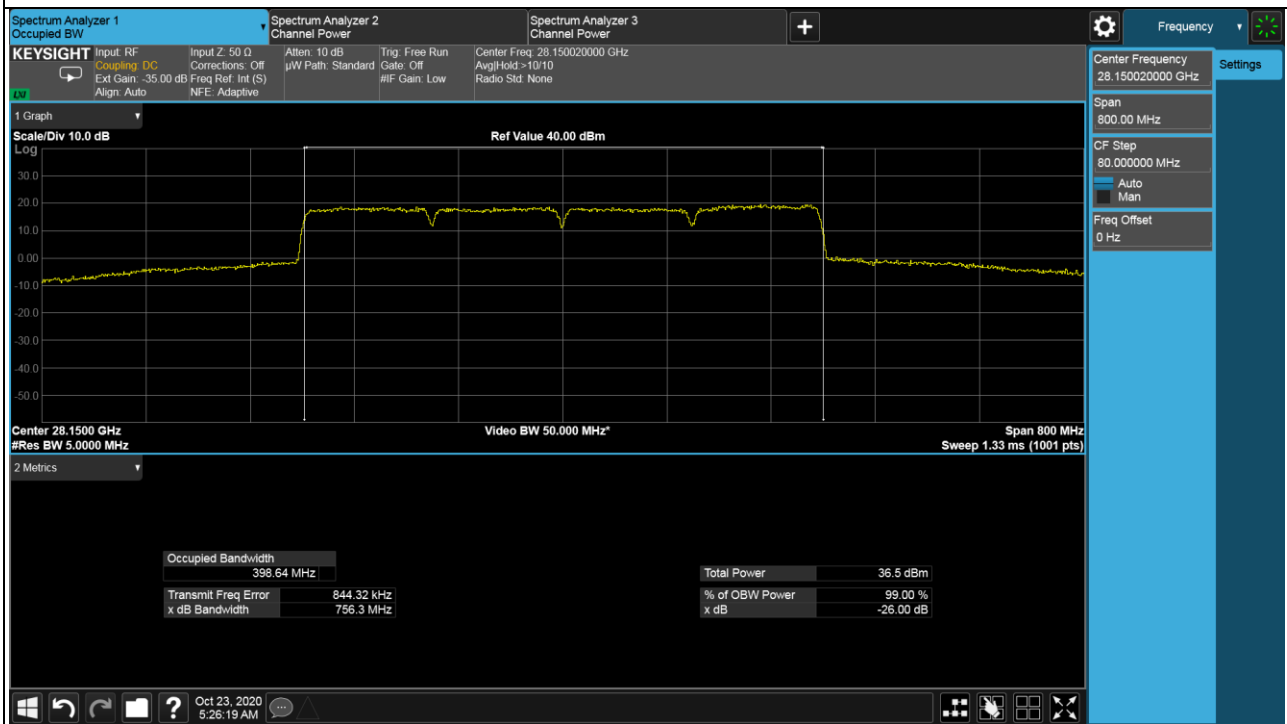 Spectrum Analyzer 1
Occupied BW
Spectrum Analyzer 2
Channel Power
Spectrum Analyzer 3
Channel Power
+
Frequency
KEYSIGHT
Input: RF
Coupling: DC
Ext Gain: -35.00 dB
Align: Auto
Input Z: 50 Ω
Corrections: Off
Freq Ref: Int (S)
NFE: Adaptive
Atten: 10 dB
µW Path: Standard
Trig: Free Run
Gate: Off
#IF Gain: Low
Center Freq: 28.150020000 GHz
Avg|Hold:>10/10
Radio Std: None
LXI
Center Frequency
28.150020000 GHz
Settings
Span
800.00 MHz
CF Step
80.000000 MHz
Auto
Man
Freq Offset
0 Hz
1 Graph
Scale/Div 10.0 dB
Ref Value 40.00 dBm
Log
30.0
20.0
10.0
0.00
-10.0
-20.0
-30.0
-40.0
-50.0
Center 28.1500 GHz
#Res BW 5.0000 MHz
Video BW 50.000 MHz*
Span 800 MHz
Sweep 1.33 ms (1001 pts)
2 Metrics
Occupied Bandwidth
398.64 MHz
Transmit Freq Error 844.32 kHz
x dB Bandwidth 756.3 MHz
Total Power 36.5 dBm
% of OBW Power 99.00 %
x dB -26.00 dB
?
Oct 23, 2020
5:26:19 AM